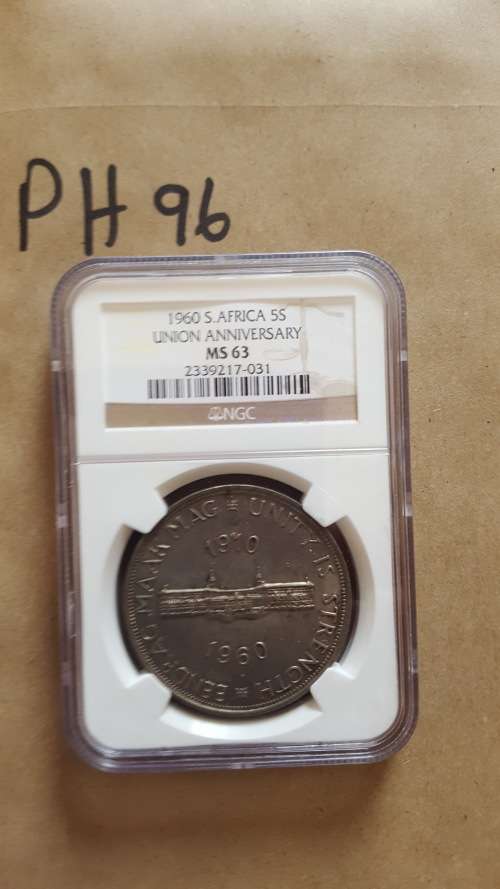 PH 96
1960 S.AFRICA 5S
UNION ANNIVERSARY
MS 63
2339217-031
NGC
EENDRAG MAAK MAG UNITY IS STRENGTH
1910
1960